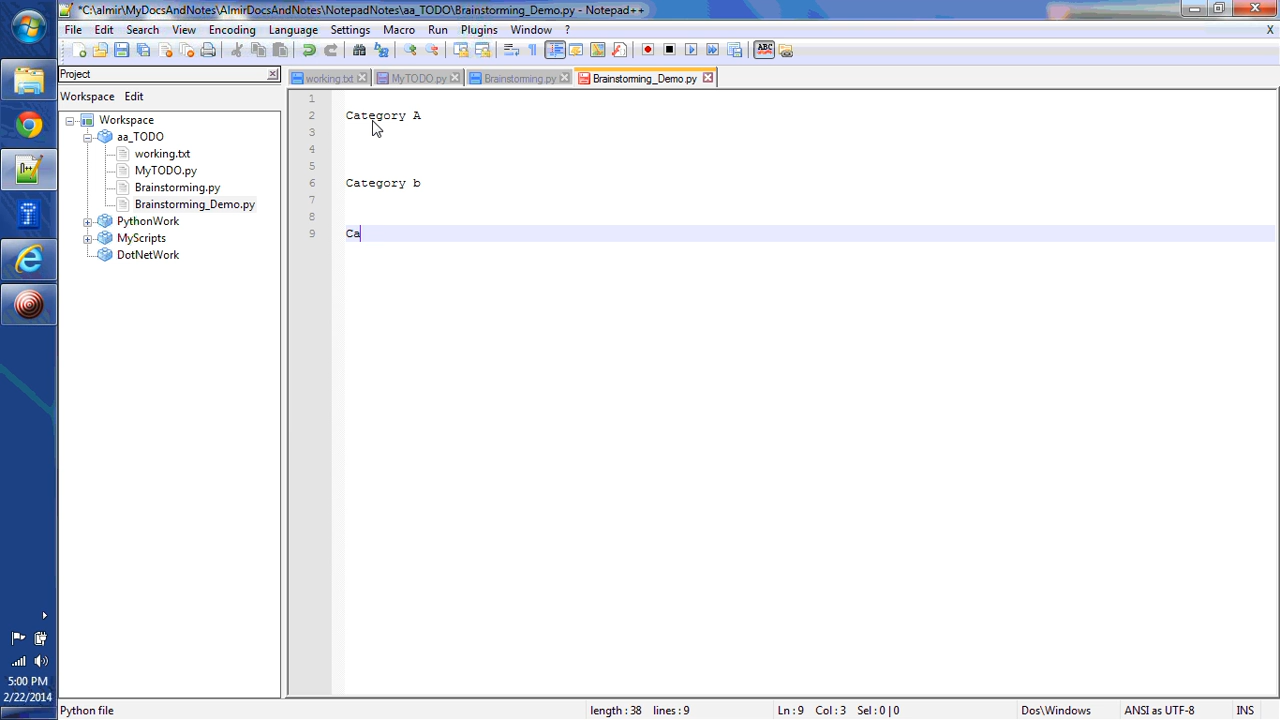 *C:\almir\MyDocsAndNotes\AlmirDocsAndNotes\NotepadNotes\aa_TODO\Brainstorming_Demo.py - Notepad++
File Edit Search View Encoding Language Settings Macro Run Plugins Window ? X
ABC
Project
working.txt MyTODO.py Brainstorming.py Brainstorming_Demo.py
Workspace Edit
Workspace
aa_TODO
working.txt
MyTODO.py
Brainstorming.py
Brainstorming_Demo.py
PythonWork
MyScripts
DotNetWork
1
2 Category A
3
4
5
6 Category b
7
8
9 Ca
5:00 PM
2/22/2014
Python file length : 38 lines : 9 Ln : 9 Col : 3 Sel : 0 | 0 Dos\Windows ANSI as UTF-8 INS